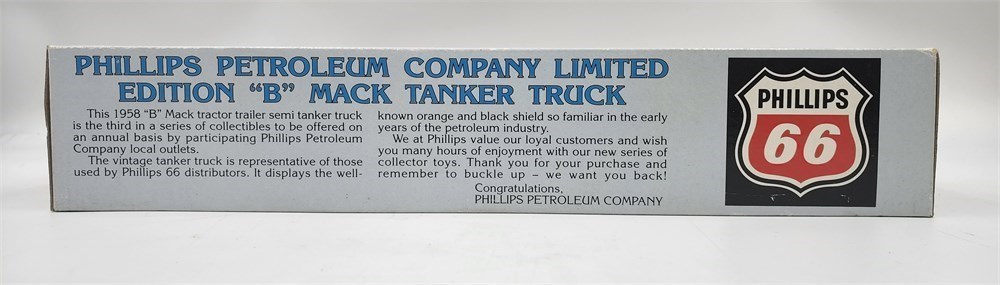 PHILLIPS PETROLEUM COMPANY LIMITED
EDITION "B" MACK TANKER TRUCK
This 1958 "B" Mack tractor trailer semi tanker truck
is the third in a series of collectibles to be offered on
an annual basis by participating Phillips Petroleum
Company local outlets.
The vintage tanker truck is representative of those
used by Phillips 66 distributors. It displays the well-
known orange and black shield so familiar in the early
years of the petroleum industry.
We at Phillips value our loyal customers and wish
you many hours of enjoyment with our new series of
collector toys. Thank you for your purchase and
remember to buckle up – we want you back!
Congratulations,
PHILLIPS PETROLEUM COMPANY
PHILLIPS
66